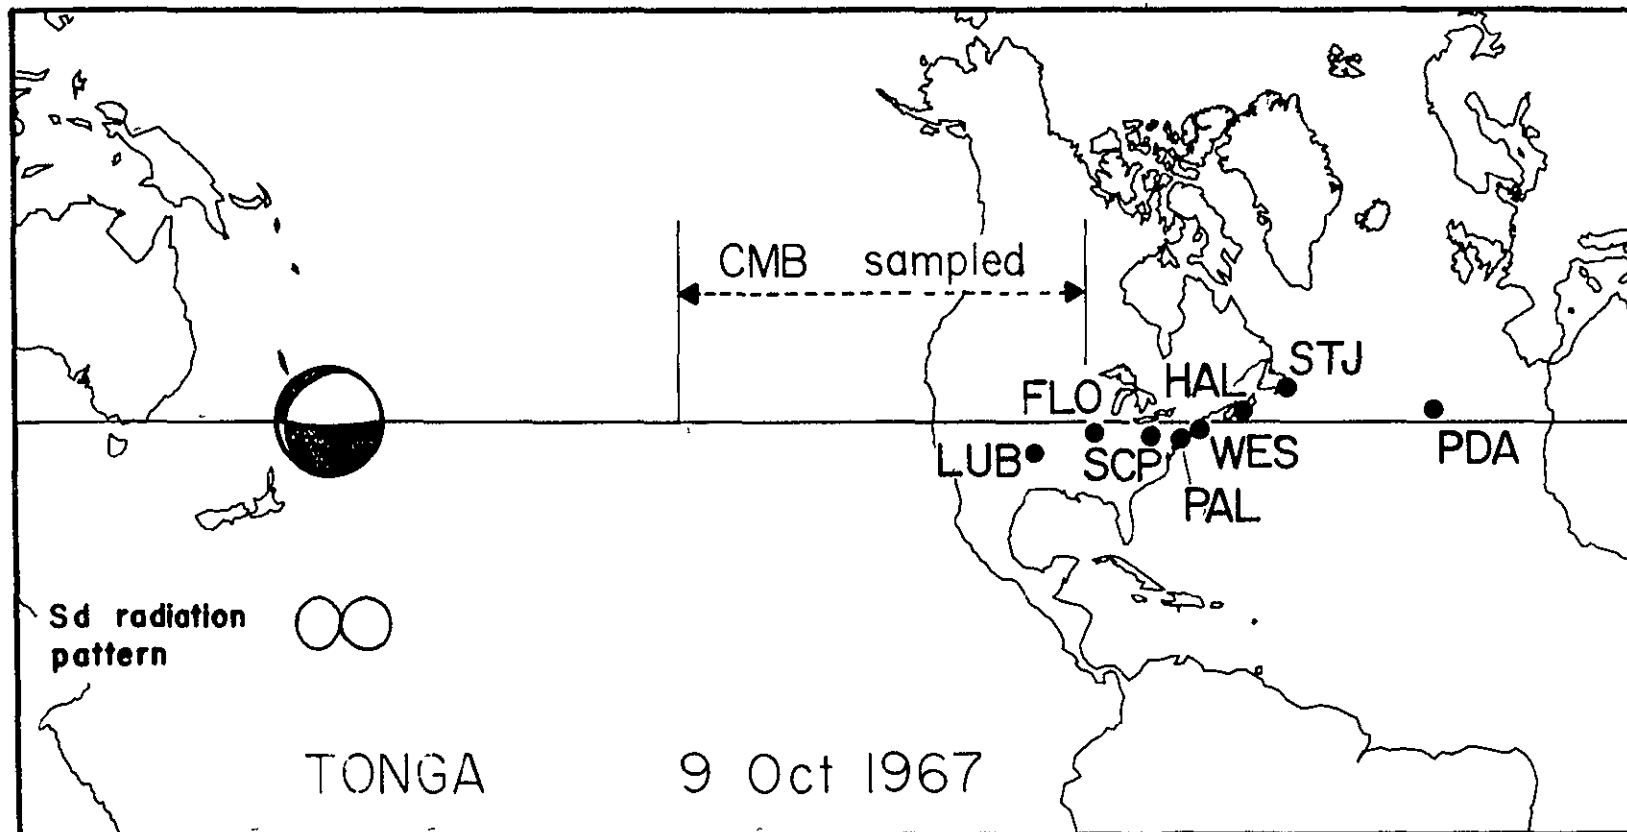 CMB sampled
STJ
HAL
FLO
LUB
SCP
WES
PDA
PAL
Sd radiation
pattern
TONGA 9 Oct 1967